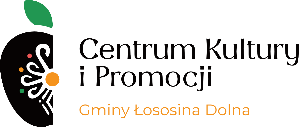 Centrum Kultury
i Promocji
Gminy Łososina Dolna